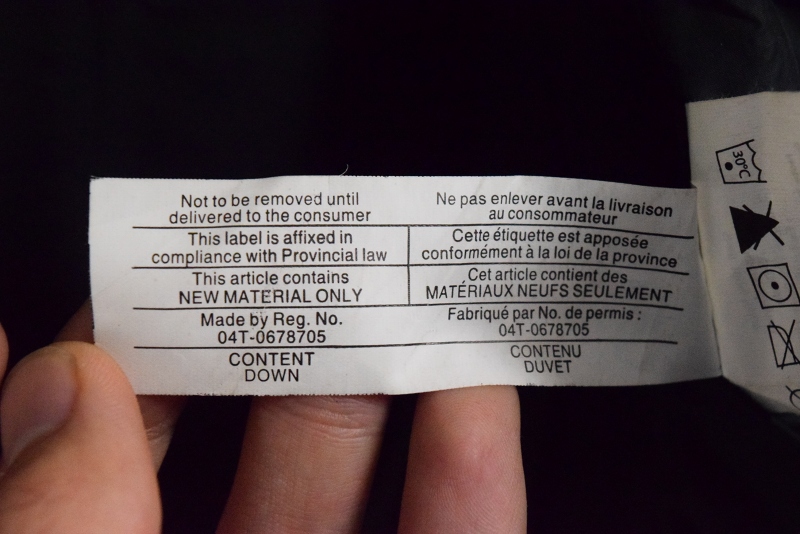 Not to be removed until
delivered to the consumer
This label is affixed in
compliance with Provincial law
This article contains
NEW MATERIAL ONLY
Made by Reg. No.
04T-0678705
CONTENT
DOWN
Ne pas enlever avant la livraison
au consommateur
Cette étiquette est apposée
conformément à la loi de la province
Cet article contient des
MATÉRIAUX NEUFS SEULEMENT
Fabriqué par No. de permis :
04T-0678705
CONTENU
DUVET
30°C